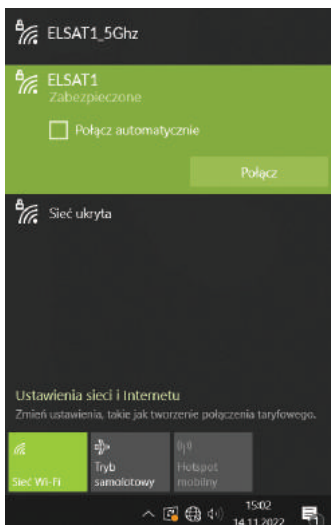 ELSAT1_5Ghz
ELSAT1
Zabezpieczone
Połącz automatycznie
Połącz
Sieć ukryta
Ustawienia sieci i Internetu
Zmień ustawienia, takie jak tworzenie połączenia taryfowego.
Sieć Wi-Fi
Tryb samolotowy
Hotspot mobilny
15:02
14.11.2022